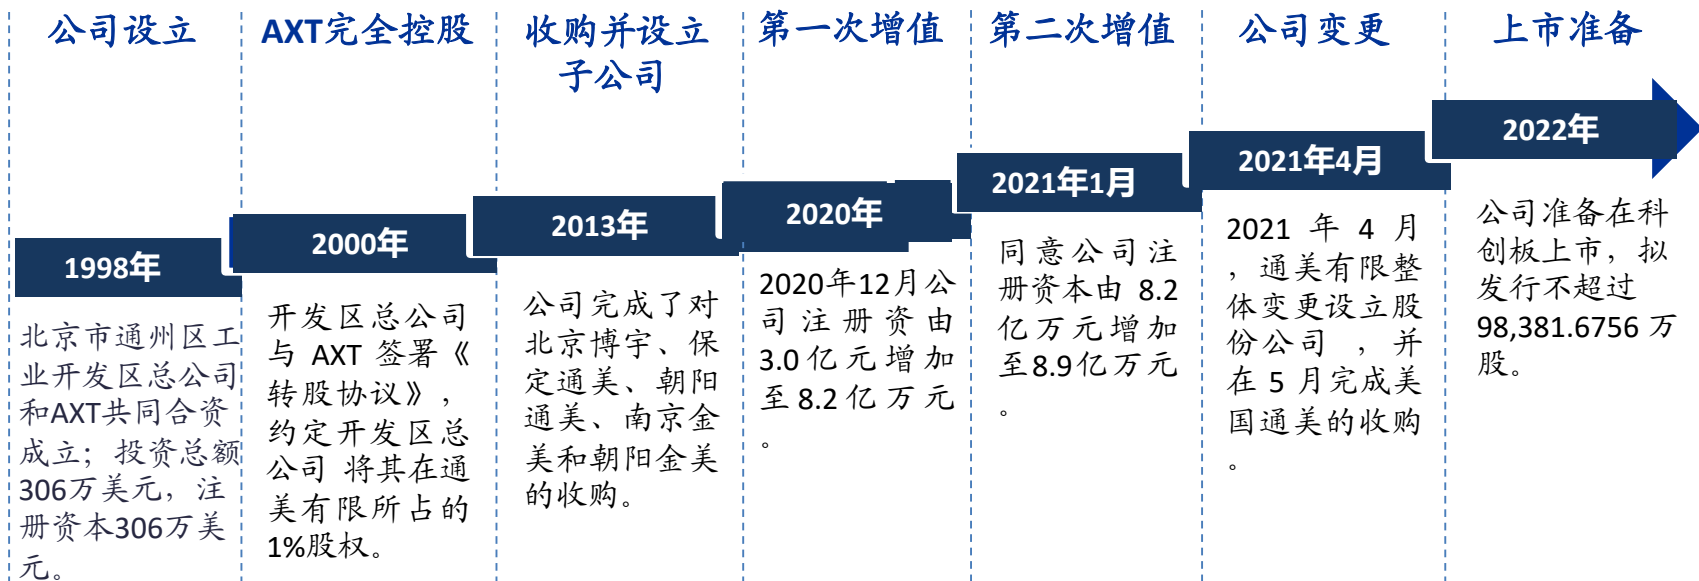 公司设立
AXT完全控股
收购并设立
子公司
第一次增值
第二次增值
公司变更
上市准备
1998年
2000年
2013年
2020年
2021年1月
2021年4月
2022年
北京市通州区工
业开发区总公司
和AXT共同合资
成立；投资总额
306万美元，注
册资本306万美
元。
开发区总公司
与 AXT 签署《
转股协议》，
约定开发区总
公司 将其在通
美有限所占的
1%股权。
公司完成了对
北京博宇、保
定通美、朝阳
通美、南京金
美和朝阳金美
的收购。
2020年12月公
司注册资由
3.0亿元增加
至8.2亿万元
。
同意公司注
册资本由 8.2
亿万元增加
至8.9亿万元
。
2021 年 4 月
，通美有限整
体变更设立股
份公司 ，并
在 5 月完成美
国通美的收购
。
公司准备在科
创板上市，拟
发行不超过
98,381.6756 万
股。